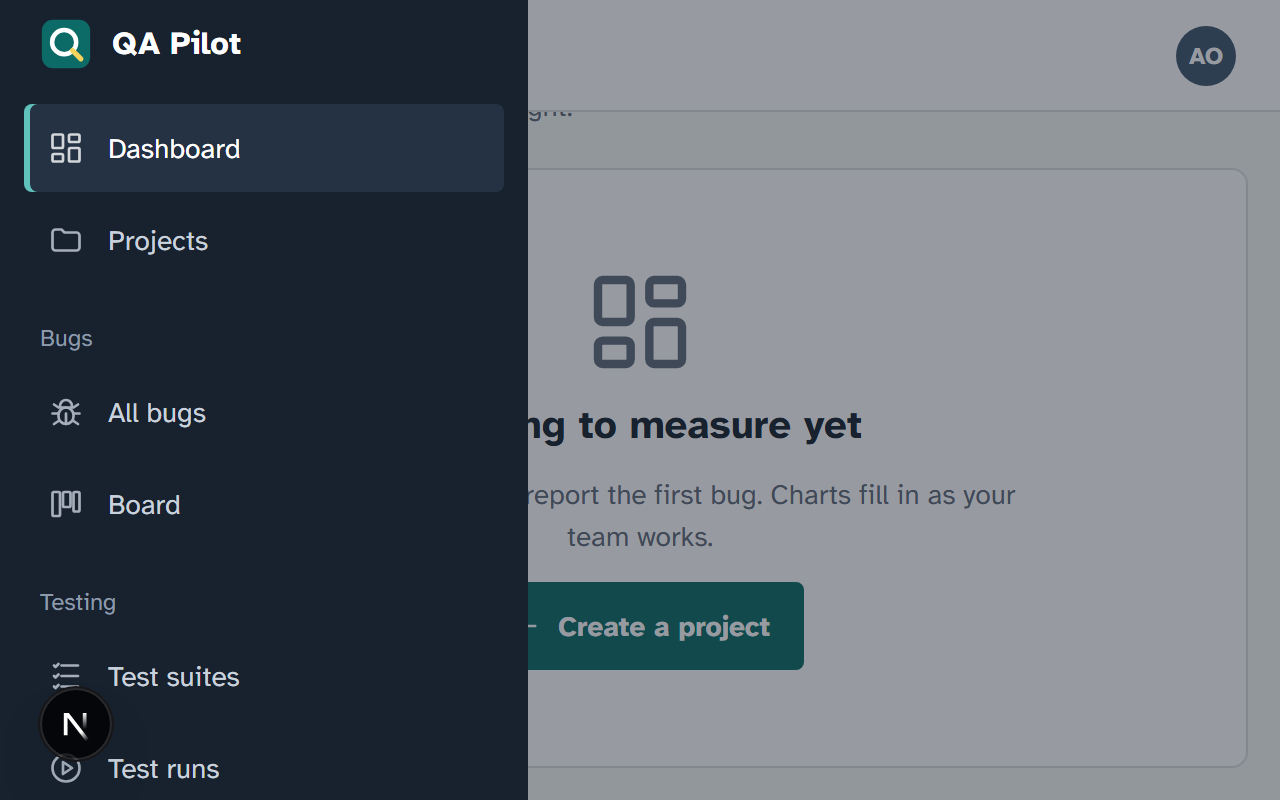 QA Pilot
AO
Dashboard
Projects
Bugs
All bugs
Board
Testing
Test suites
Test runs
to measure yet
report the first bug. Charts fill in as your
team works.
Create a project
N